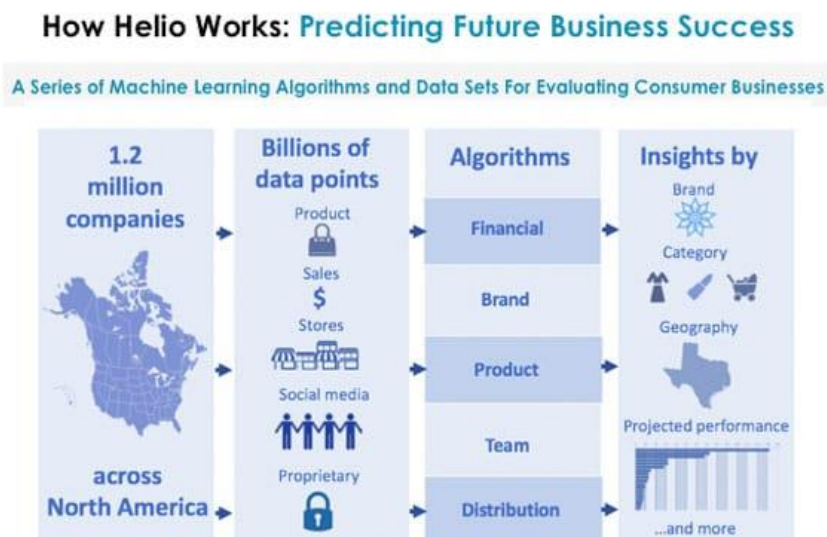 How Helio Works: Predicting Future Business Success
A Series of Machine Learning Algorithms and Data Sets For Evaluating Consumer Businesses
1.2
million
companies
across
North America
Billions of
data points
Product
Sales
$
Stores
Social media
Proprietary
Algorithms
Financial
Brand
Product
Team
Distribution
Insights by
Brand
Category
Geography
Projected performance
...and more